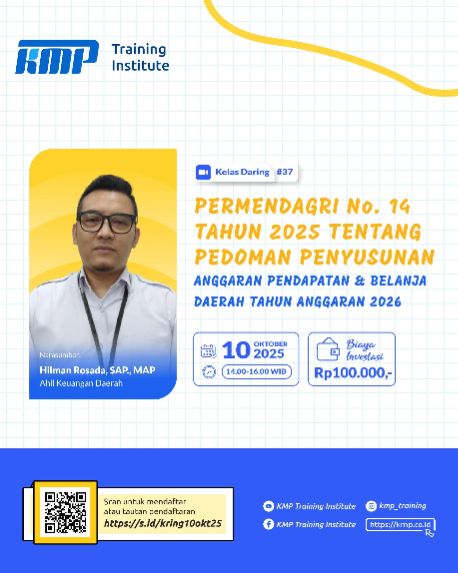 KMP Training
Institute
Kelas Daring #37
PERMENDAGRI No. 14
TAHUN 2025 TENTANG
PEDOMAN PENYUSUNAN
ANGGARAN PENDAPATAN & BELANJA
DAERAH TAHUN ANGGARAN 2026
Narasumber:
Hilman Rosada, SAP., MAP
Ahli Keuangan Daerah
10 OKTOBER
2025
14.00-16.00 WIB
Biaya
Investasi
Rp100.000,-
Scan untuk mendaftar
atau tautan pendaftaran
https://s.id/kring10okt25
KMP Training Institute
kmp_training
KMP Training Institute
https://kmp.co.id